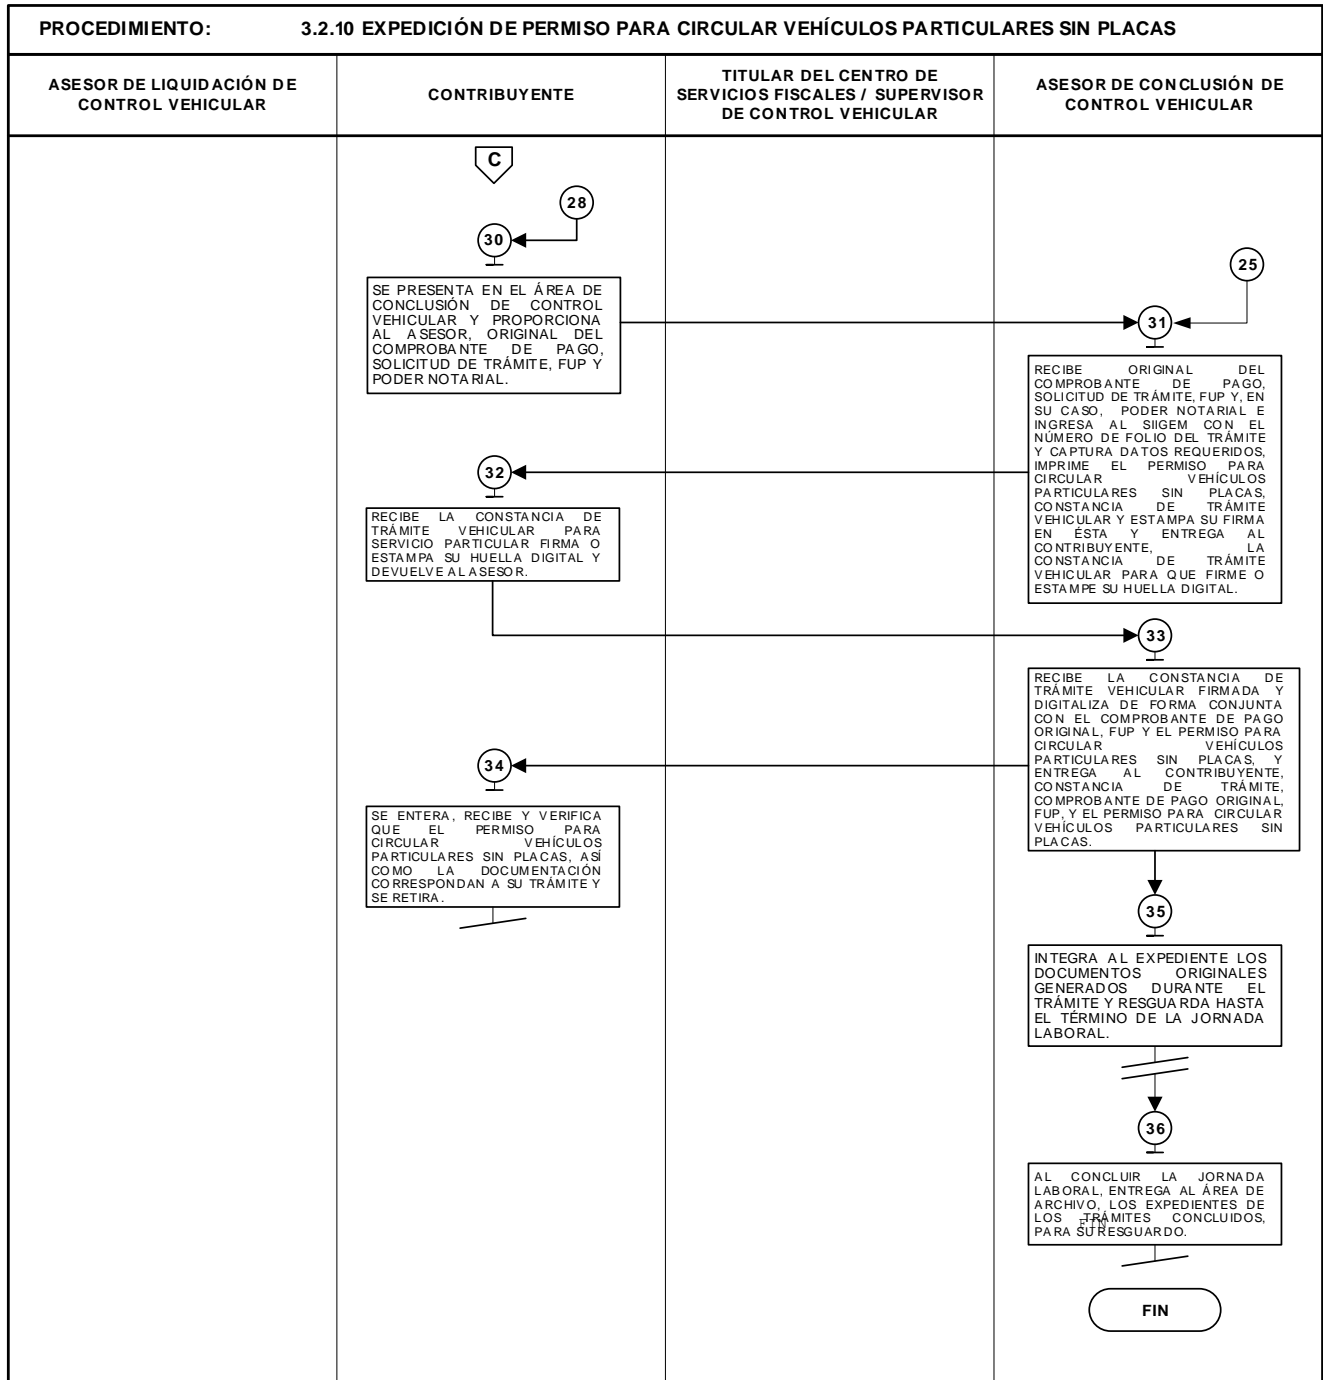 PROCEDIMIENTO: 3.2.10 EXPEDICIÓN DE PERMISO PARA CIRCULAR VEHÍCULOS PARTICULARES SIN PLACAS
ASESOR DE LIQUIDACIÓN DE
CONTROL VEHICULAR
CONTRIBUYENTE
TITULAR DEL CENTRO DE
SERVICIOS FISCALES / SUPERVISOR
DE CONTROL VEHICULAR
ASESOR DE CONCLUSIÓN DE
CONTROL VEHICULAR
C
28
30
SE PRESENTA EN EL ÁREA DE
CONCLUSIÓN DE CONTROL
VEHICULAR Y PROPORCIONA
AL ASESOR, ORIGINAL DEL
COMPROBANTE DE PAGO,
SOLICITUD DE TRÁMITE, FUP Y
PODER NOTARIAL.
25
31
RECIBE ORIGINAL DEL
COMPROBANTE DE PAGO,
SOLICITUD DE TRÁMITE, FUP Y, EN
SU CASO, PODER NOTARIAL E
INGRESA AL SIIGEM CON EL
NÚMERO DE FOLIO DEL TRÁMITE
Y CAPTURA DATOS REQUERIDOS,
IMPRIME EL PERMISO PARA
CIRCULAR VEHÍCULOS
PARTICULARES SIN PLACAS,
CONSTANCIA DE TRÁMITE
VEHICULAR Y ESTAMPA SU FIRMA
EN ÉSTA Y ENTREGA AL
CONTRIBUYENTE, LA
CONSTANCIA DE TRÁMITE
VEHICULAR PARA QUE FIRME O
ESTAMPE SU HUELLA DIGITAL.
32
RECIBE LA CONSTANCIA DE
TRÁMITE VEHICULAR PARA
SERVICIO PARTICULAR FIRMA O
ESTAMPA SU HUELLA DIGITAL Y
DEVUELVE AL ASESOR.
33
RECIBE LA CONSTANCIA DE
TRÁMITE VEHICULAR FIRMADA Y
DIGITALIZA DE FORMA CONJUNTA
CON EL COMPROBANTE DE PAGO
ORIGINAL, FUP Y EL PERMISO PARA
CIRCULAR VEHÍCULOS
PARTICULARES SIN PLACAS, Y
ENTREGA AL CONTRIBUYENTE,
CONSTANCIA DE TRÁMITE,
COMPROBANTE DE PAGO ORIGINAL,
FUP, Y EL PERMISO PARA CIRCULAR
VEHÍCULOS PARTICULARES SIN
PLACAS.
34
SE ENTERA, RECIBE Y VERIFICA
QUE EL PERMISO PARA
CIRCULAR VEHÍCULOS
PARTICULARES SIN PLACAS, ASÍ
COMO LA DOCUMENTACIÓN
CORRESPONDAN A SU TRÁMITE Y
SE RETIRA.
35
INTEGRA AL EXPEDIENTE LOS
DOCUMENTOS ORIGINALES
GENERADOS DURANTE EL
TRÁMITE Y RESGUARDA HASTA
EL TÉRMINO DE LA JORNADA
LABORAL.
36
AL CONCLUIR LA JORNADA
LABORAL, ENTREGA AL ÁREA DE
ARCHIVO, LOS EXPEDIENTES DE
LOS TRÁMITES CONCLUIDOS,
FIN
PARA SU RESGUARDO.
FIN